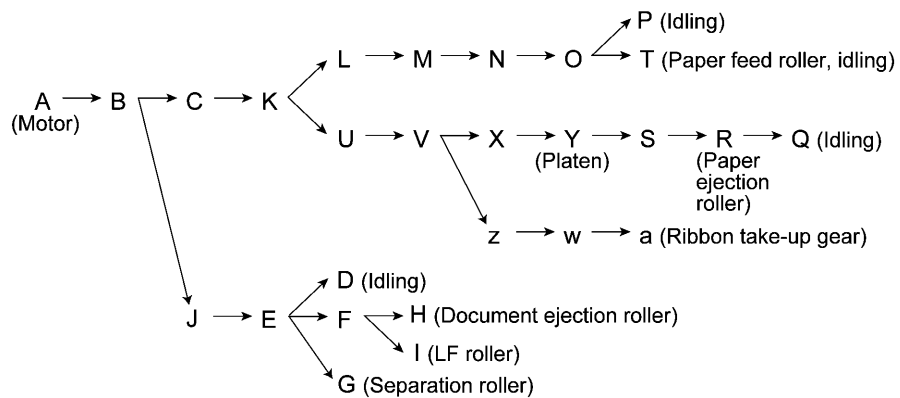 P (Idling)
L M N O T (Paper feed roller, idling)
A B C K
(Motor)
U V X Y S R Q (Idling)
(Platen) (Paper
ejection
roller)
z w a (Ribbon take-up gear)
D (Idling)
J E F H (Document ejection roller)
I (LF roller)
G (Separation roller)